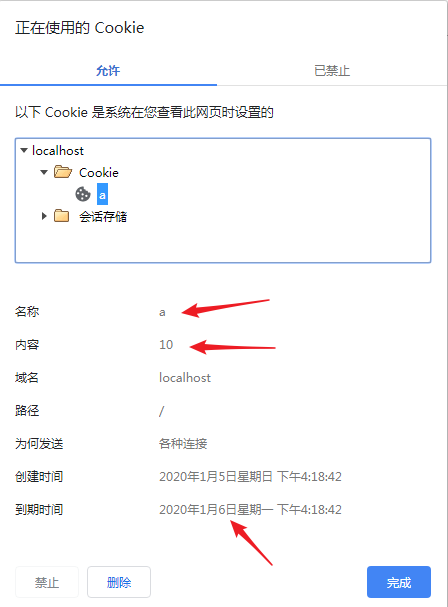 正在使用的 Cookie
允许 已禁止
以下 Cookie 是系统在您查看此网页时设置的
localhost
Cookie
a
会话存储
名称 a
内容 10
域名 localhost
路径 /
为何发送 各种连接
创建时间 2020年1月5日星期日 下午4:18:42
到期时间 2020年1月6日星期一 下午4:18:42
禁止 删除 完成